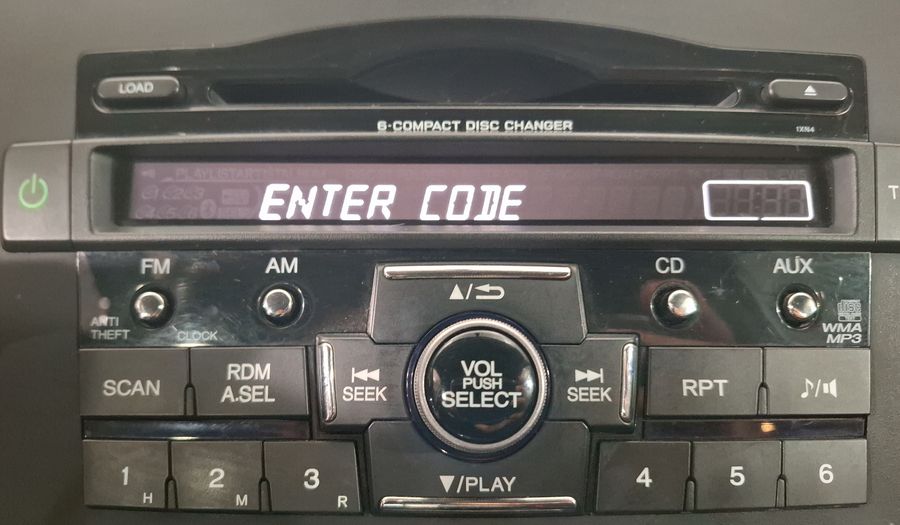 LOAD
6-COMPACT DISC CHANGER
1XN4
ENTER CODE
T
FM
AM
CD
AUX
ANTI
THEFT
CLOCK
▲/
WMA
MP3
SCAN
RDM
A.SEL
SEEK
VOL
PUSH
SELECT
SEEK
RPT
1 H
2 M
3 R
▼/PLAY
4
5
6